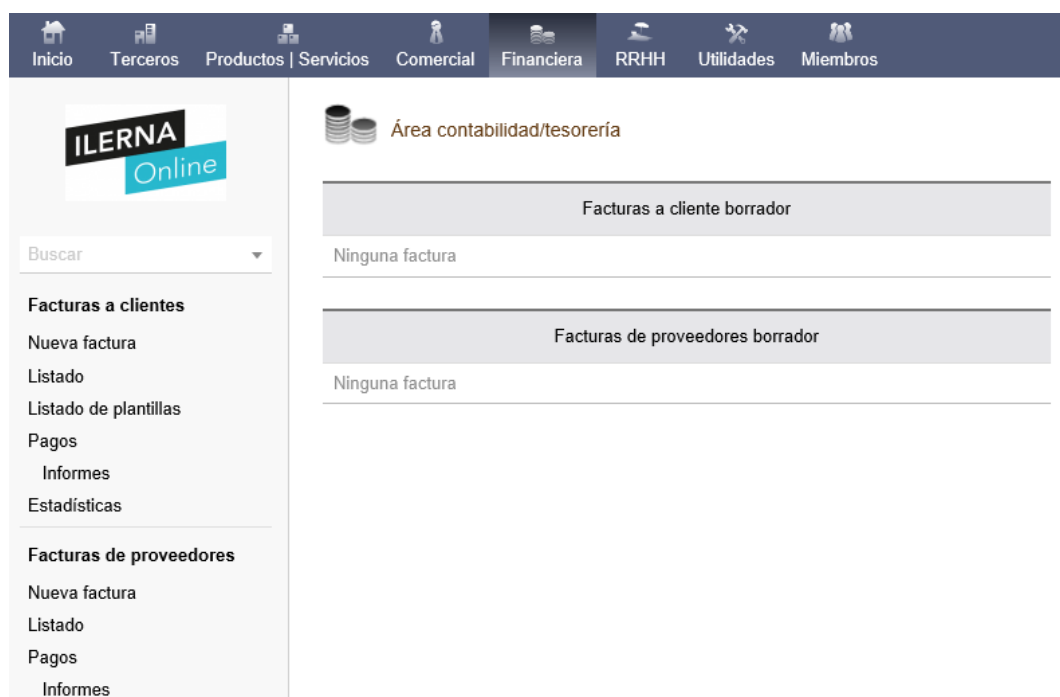 Inicio Terceros Productos | Servicios Comercial Financiera RRHH Utilidades Miembros
ILERNA
Online
Buscar
Facturas a clientes
Nueva factura
Listado
Listado de plantillas
Pagos
Informes
Estadísticas
Facturas de proveedores
Nueva factura
Listado
Pagos
Informes
Área contabilidad/tesorería
Facturas a cliente borrador
Ninguna factura
Facturas de proveedores borrador
Ninguna factura